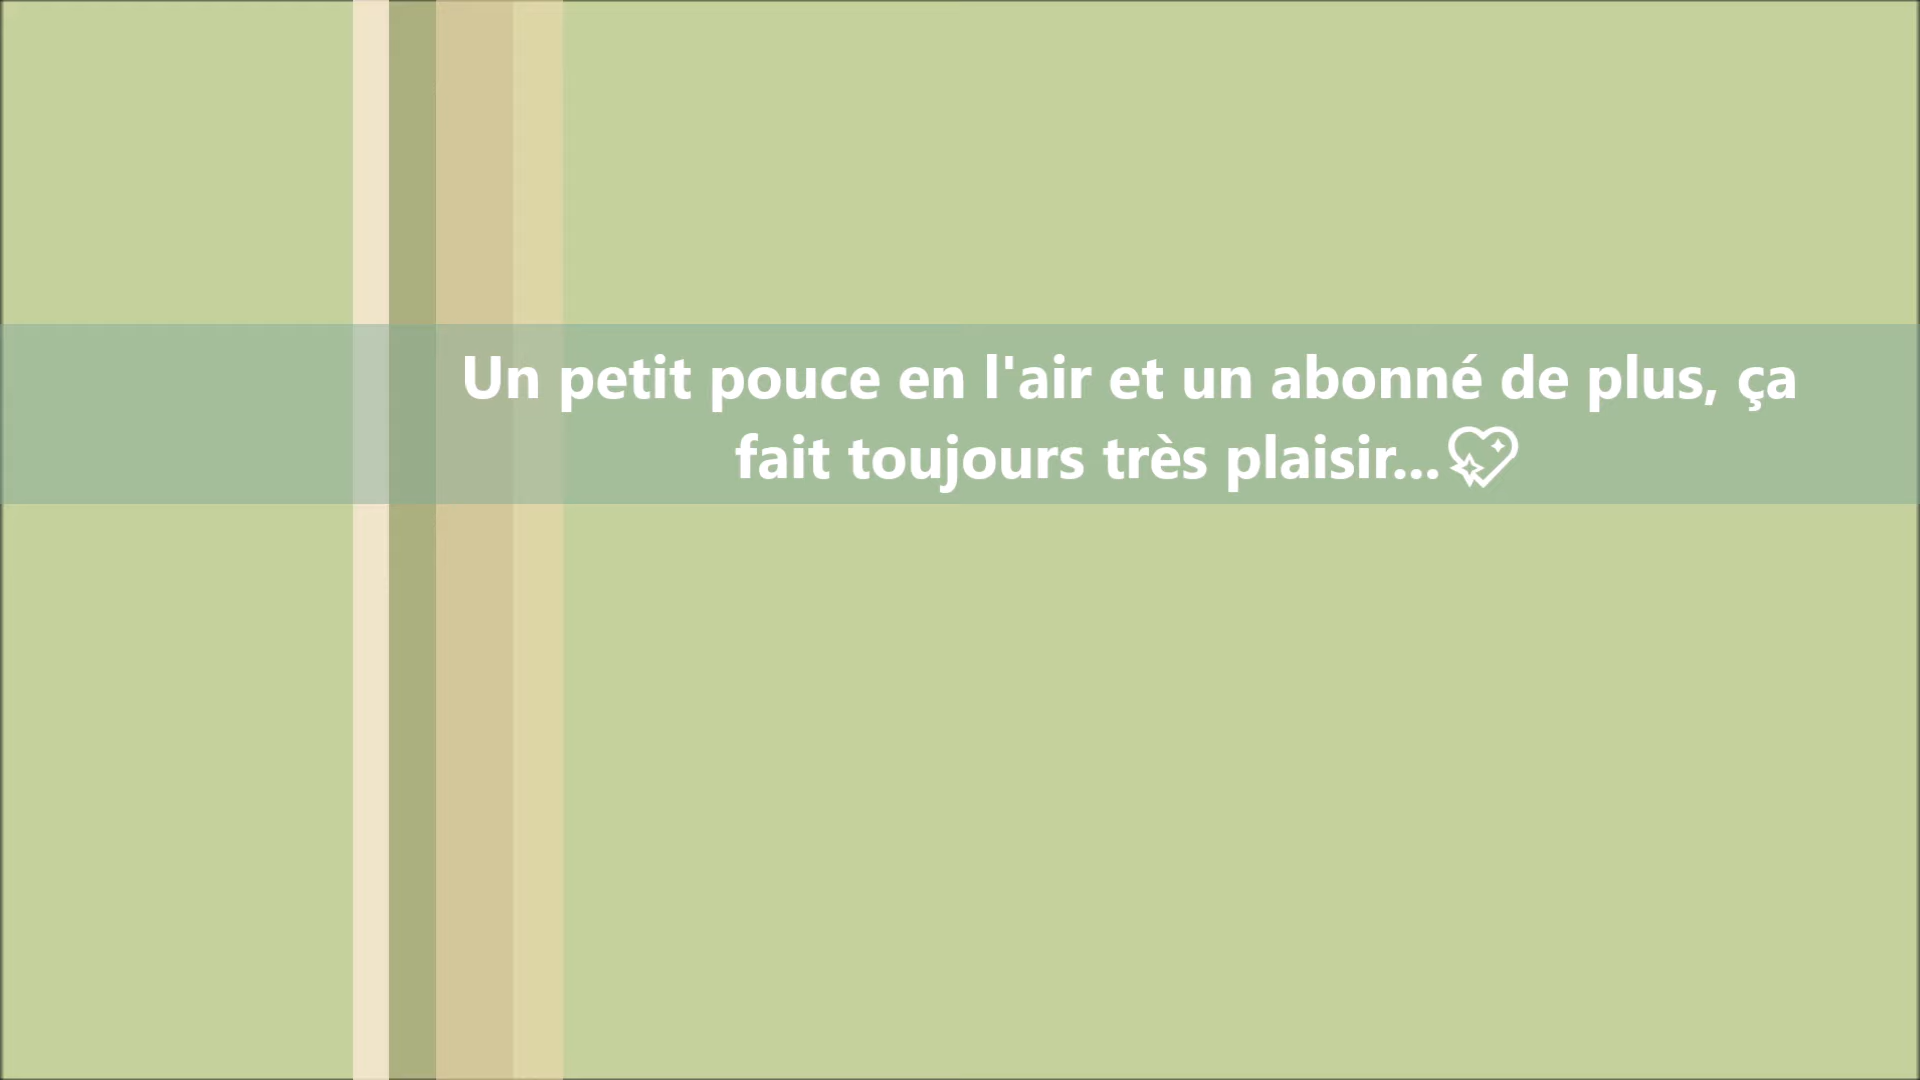 Un petit pouce en l'air et un abonné de plus, ça
fait toujours très plaisir...💖